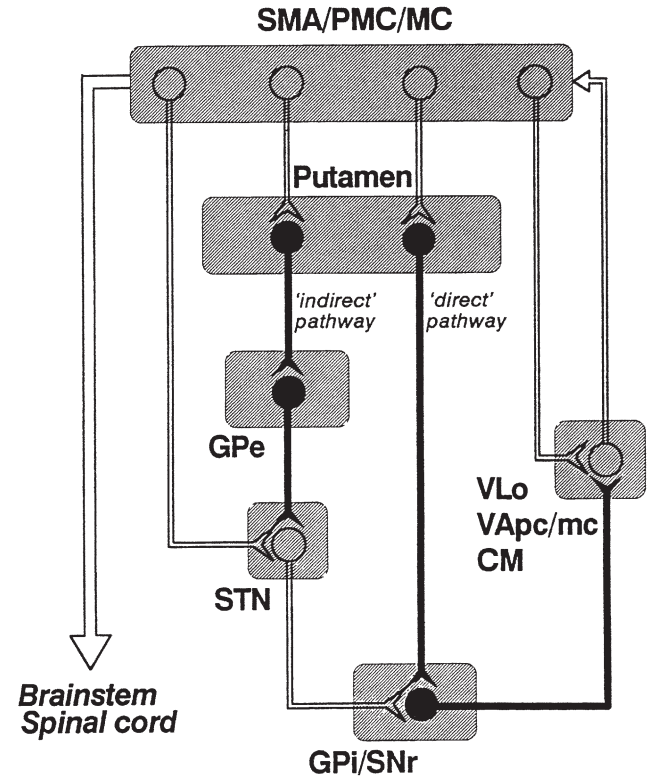 SMA/PMC/MC
Putamen
'indirect'
pathway
'direct'
pathway
GPe
VLo
VApc/mc
CM
STN
Brainstem
Spinal cord
GPi/SNr